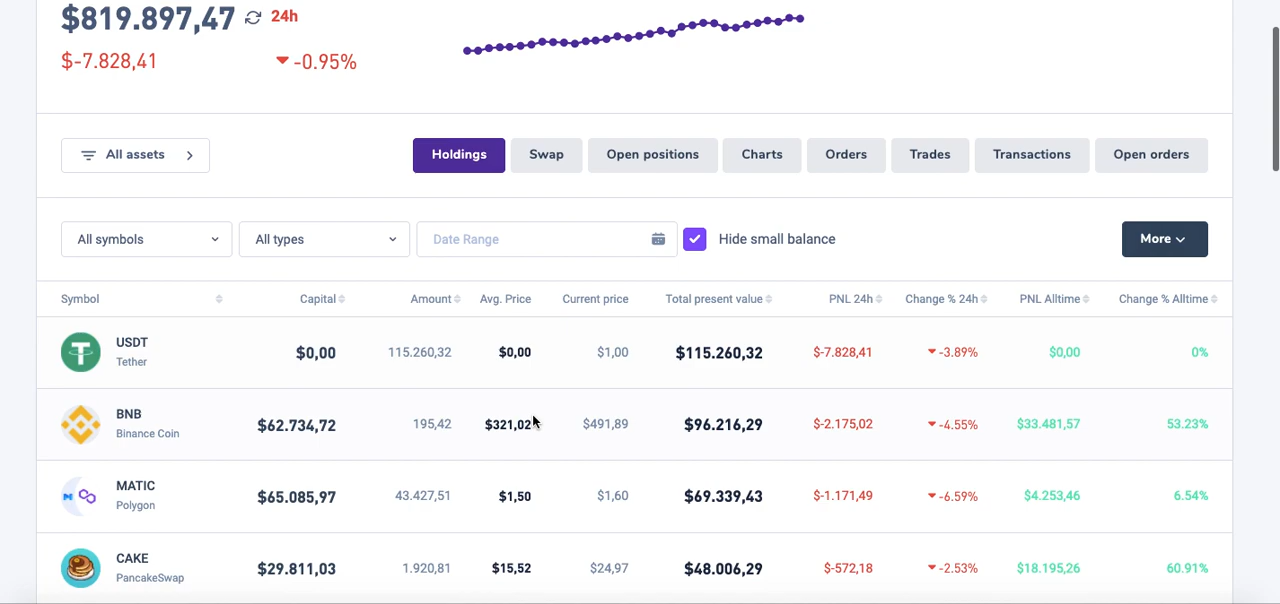 $819.897,47 24h
$-7.828,41 -0.95%
All assets Holdings Swap Open positions Charts Orders Trades Transactions Open orders
All symbols All types Date Range Hide small balance More
Symbol Capital Amount Avg. Price Current price Total present value PNL 24h Change % 24h PNL Alltime Change % Alltime
USDT
Tether
$0,00 115.260,32 $0,00 $1,00 $115.260,32 $-7.828,41 -3.89% $0,00 0%
BNB
Binance Coin
$62.734,72 195,42 $321,02 $491,89 $96.216,29 $-2.175,02 -4.55% $33.481,57 53.23%
MATIC
Polygon
$65.085,97 43.427,51 $1,50 $1,60 $69.339,43 $-1.171,49 -6.59% $4.253,46 6.54%
CAKE
PancakeSwap
$29.811,03 1.920,81 $15,52 $24,97 $48.006,29 $-572,18 -2.53% $18.195,26 60.91%